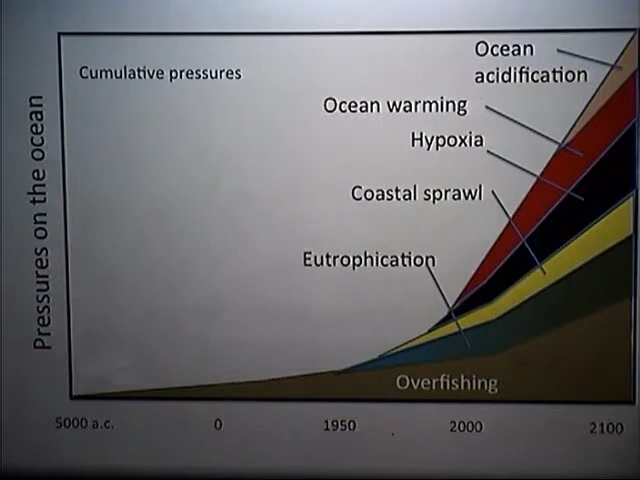 Ocean
acidification
Cumulative pressures
Ocean warming
Hypoxia
Coastal sprawl
Eutrophication
Overfishing
Pressures on the ocean
5000 a.c.
0
1950
2000
2100